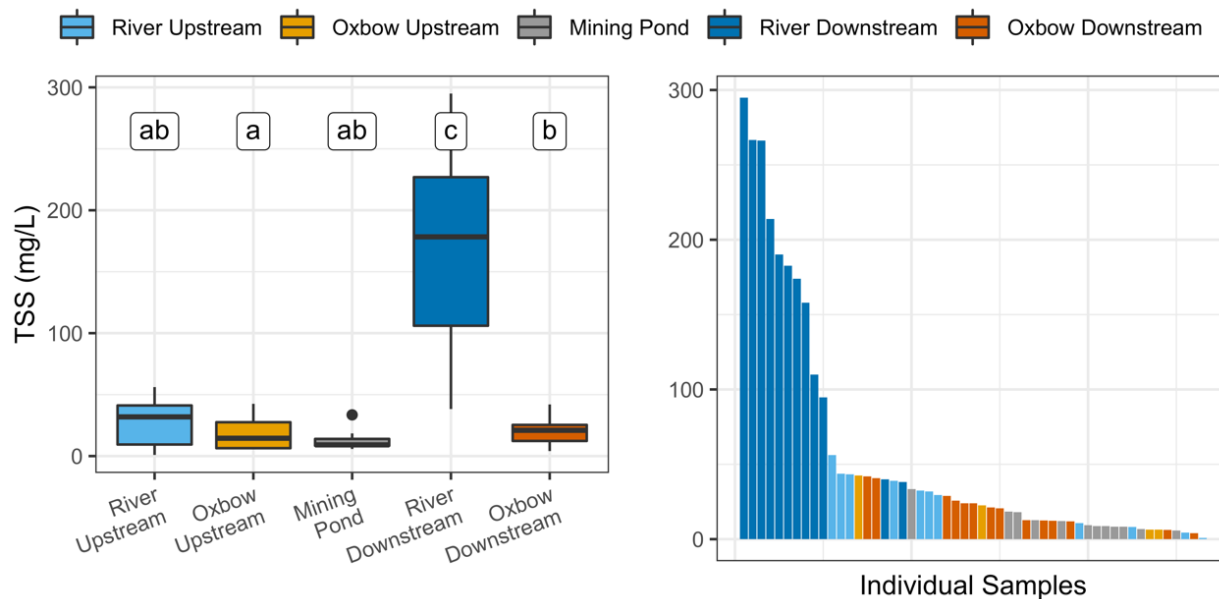 River Upstream Oxbow Upstream Mining Pond River Downstream Oxbow Downstream
TSS (mg/L)
300
200
100
0
ab a ab c b
River Upstream
Oxbow Upstream
Mining Pond
River Downstream
Oxbow Downstream
300
200
100
0
Individual Samples